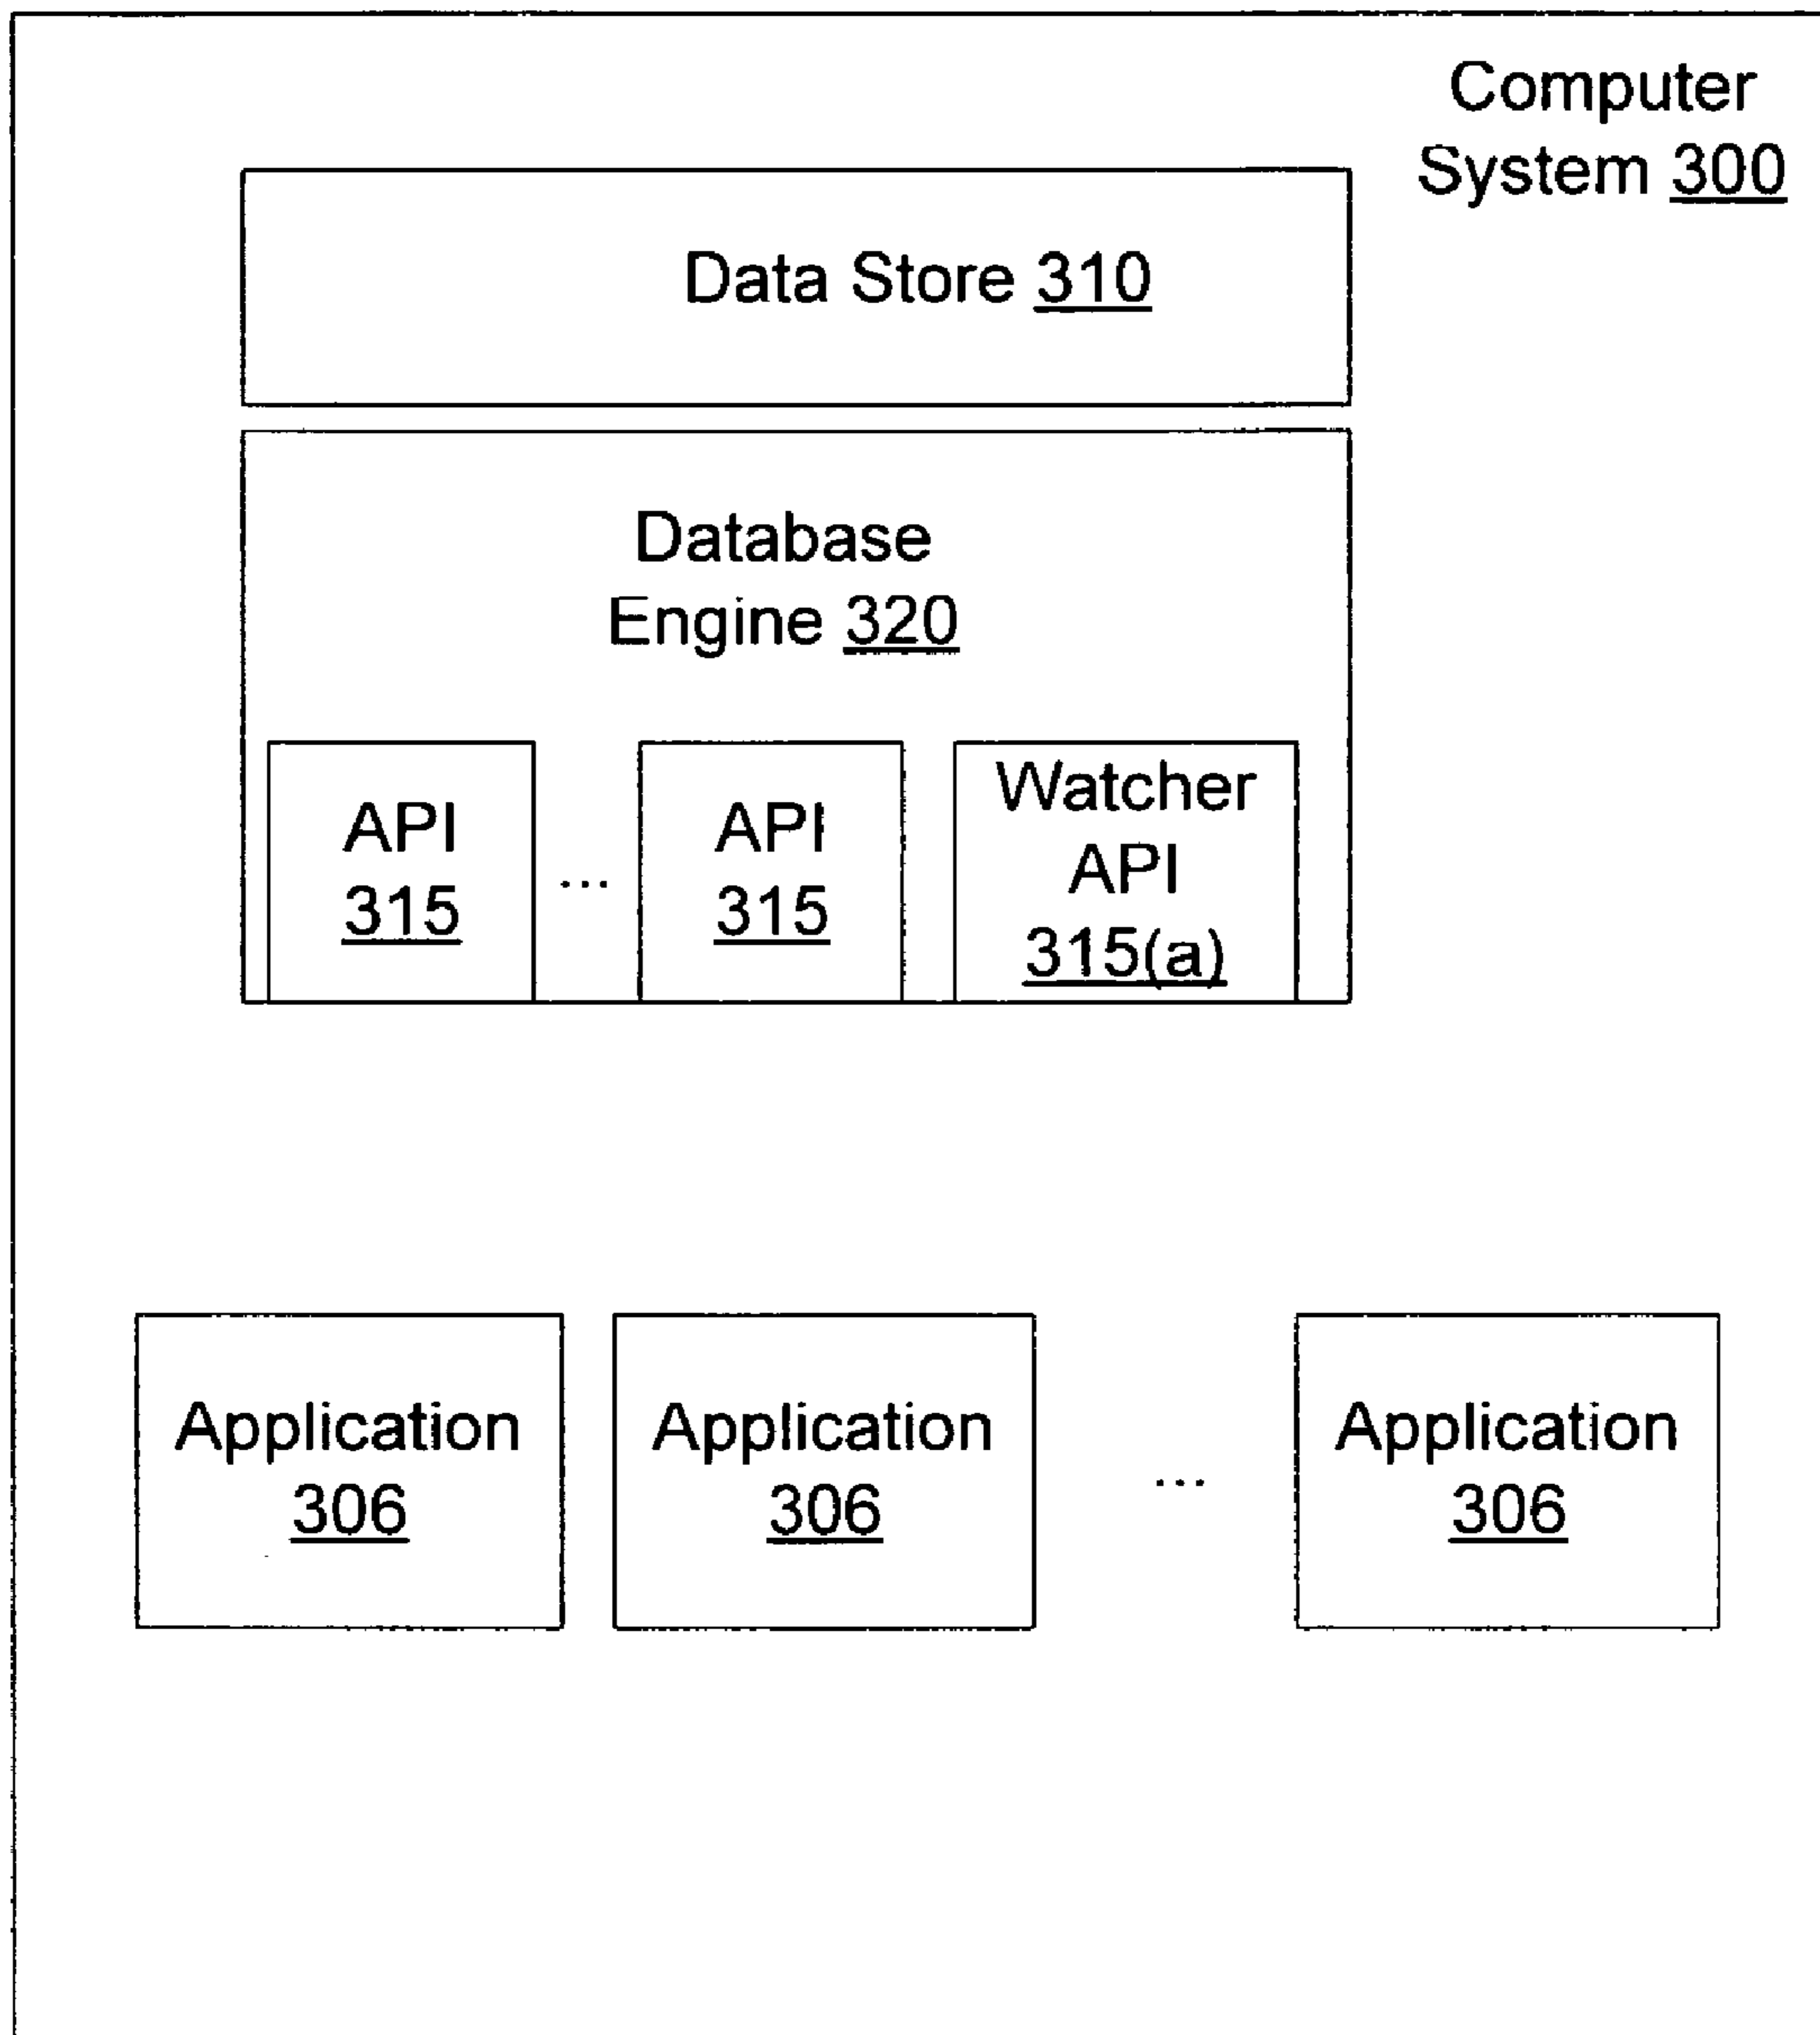 Computer
System 300
Data Store 310
Database
Engine 320
API
315
...
API
315
Watcher
API
315(a)
Application
306
Application
306
...
Application
306